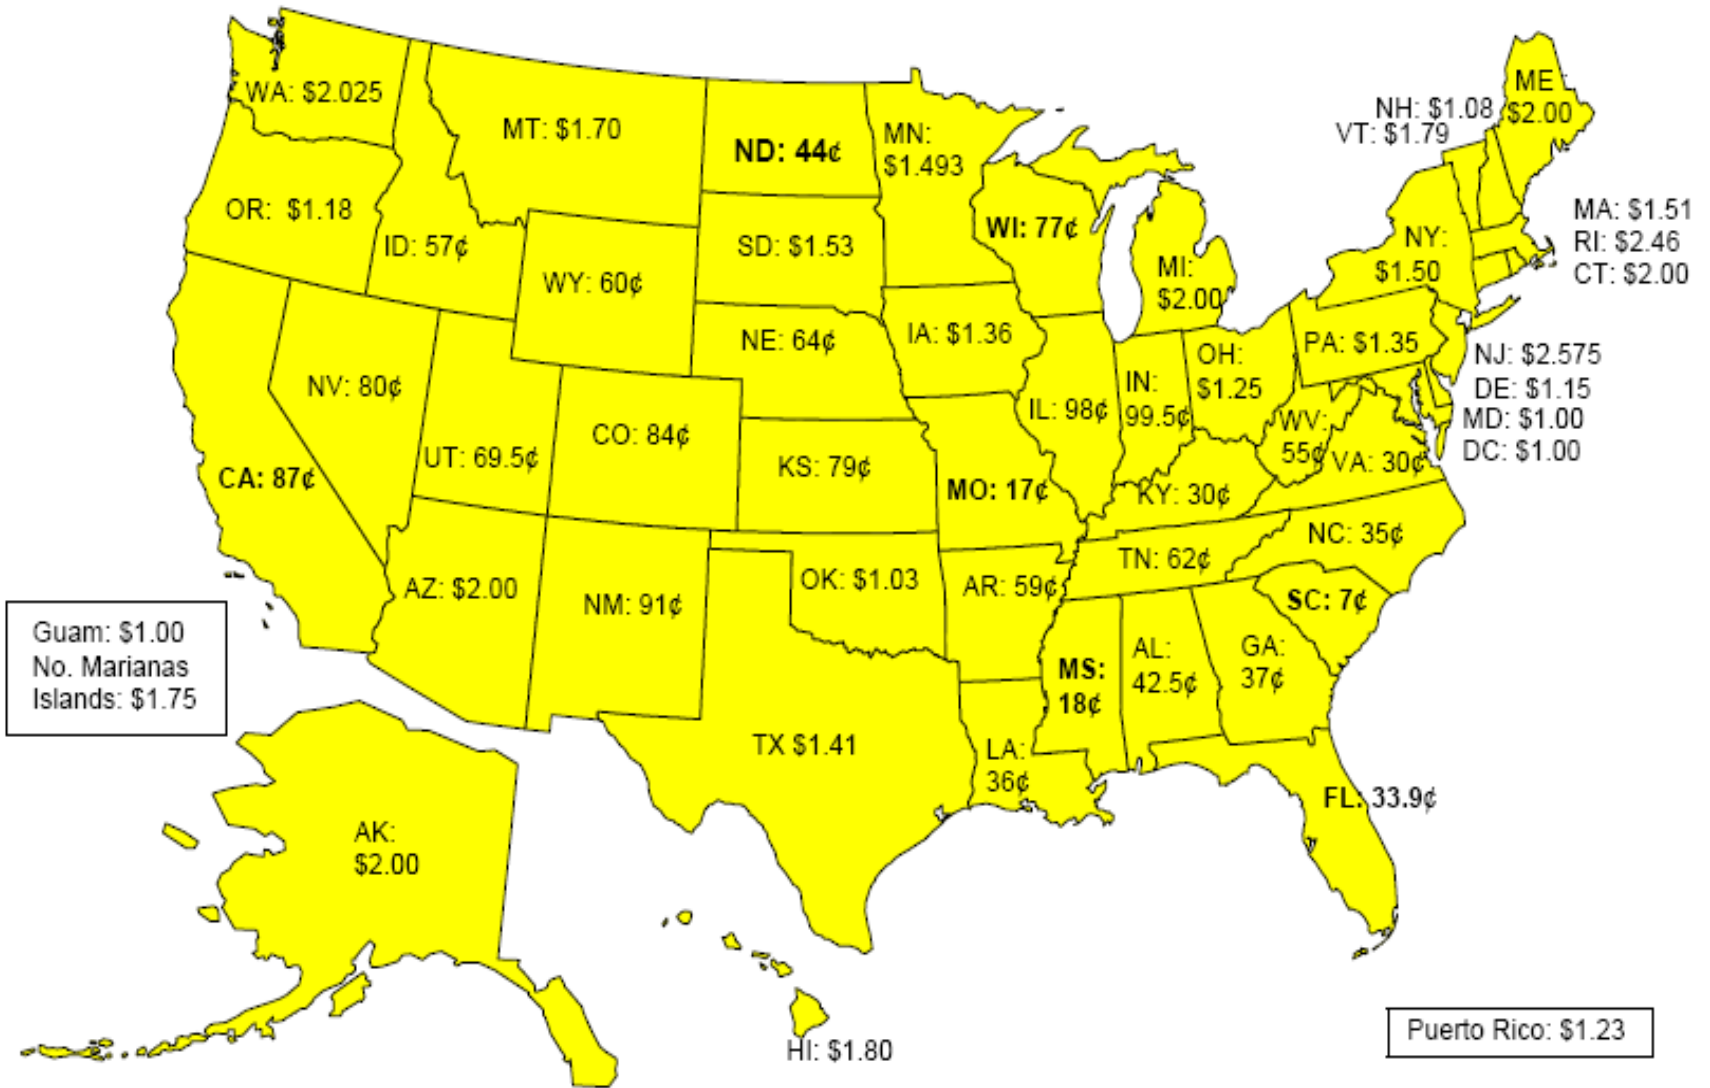 WA: $2.025
MT: $1.70
ND: 44¢
MN:
$1.493
ME
$2.00
NH: $1.08
VT: $1.79
OR: $1.18
ID: 57¢
WY: 60¢
SD: $1.53
WI: 77¢
MI:
$2.00
NY:
$1.50
MA: $1.51
RI: $2.46
CT: $2.00
NE: 64¢
IA: $1.36
NV: 80¢
UT: 69.5¢
CO: 84¢
CA: 87¢
KS: 79¢
MO: 17¢
IL: 98¢
IN:
99.5¢
OH:
$1.25
PA: $1.35
NJ: $2.575
DE: $1.15
MD: $1.00
DC: $1.00
WV:
55¢
VA: 30¢
KY: 30¢
NC: 35¢
TN: 62¢
AZ: $2.00
NM: 91¢
OK: $1.03
AR: 59¢
SC: 7¢
MS:
18¢
AL:
42.5¢
GA:
37¢
TX $1.41
LA:
36¢
FL: 33.9¢
Guam: $1.00
No. Marianas
Islands: $1.75
AK:
$2.00
HI: $1.80
Puerto Rico: $1.23